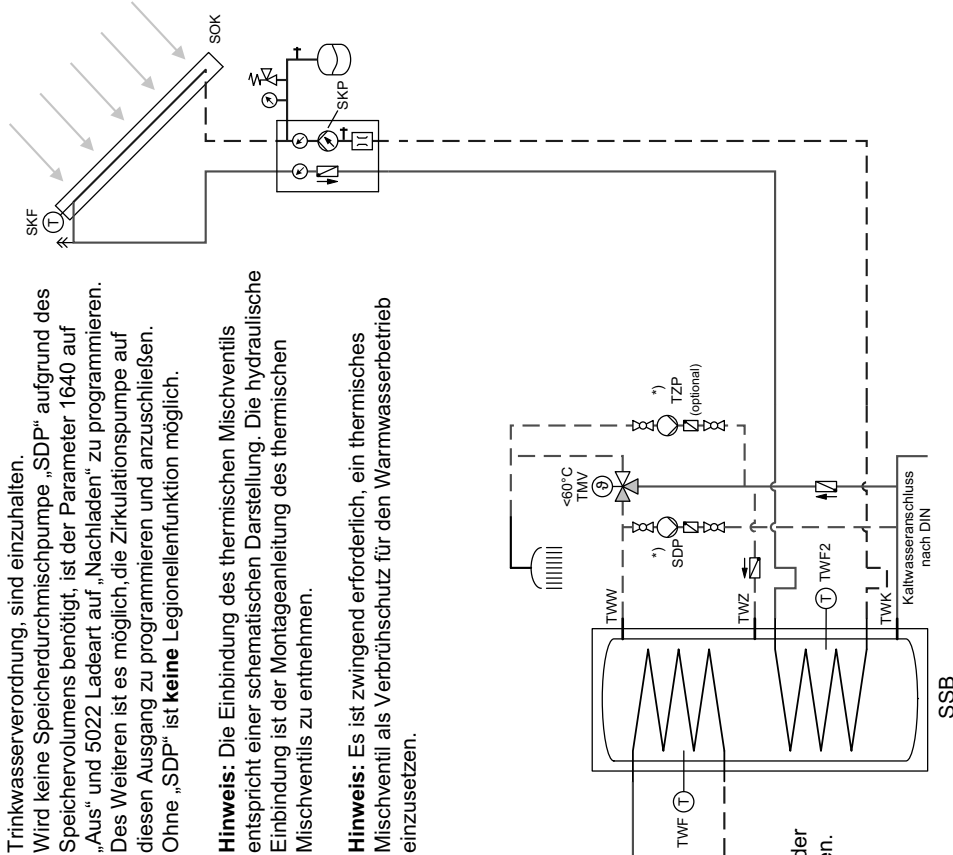 Trinkwasserverordnung, sind einzuhalten.
Wird keine Speicherdurchmischpumpe „SDP“ aufgrund des
Speichervolumens benötigt, ist der Parameter 1640 auf
„Aus“ und 5022 Ladeart auf „Nachladen“ zu programmieren.
Des Weiteren ist es möglich,die Zirkulationspumpe auf
diesen Ausgang zu programmieren und anzuschließen.
Ohne „SDP“ ist keine Legionellenfunktion möglich.
Hinweis: Die Einbindung des thermischen Mischventils
entspricht einer schematischen Darstellung. Die hydraulische
Einbindung ist der Montageanleitung des thermischen
Mischventils zu entnehmen.
Hinweis: Es ist zwingend erforderlich, ein thermisches
Mischventil als Verbrühschutz für den Warmwasserbetrieb
einzusetzen.
SKF
T
SOK
SKP
<60°C
TMV
ϑ
*)
TZP
(optional)
*)
SDP
TWW
TWZ
T
TWF2
TWK
Kaltwasseranschluss
nach DIN
TWF
T
SSB
der
en.